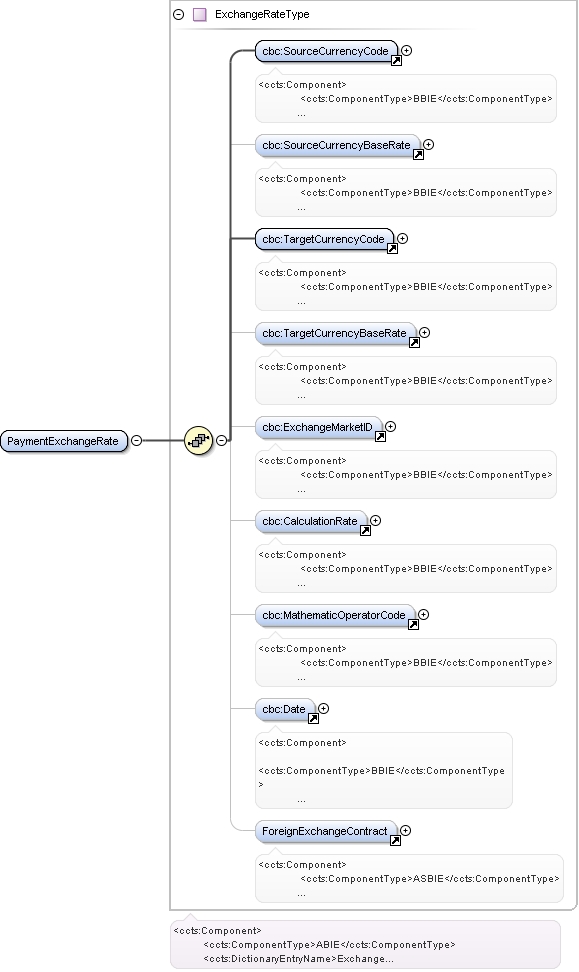 ExchangeRateType
cbc:SourceCurrencyCode
<ccts:Component>
<ccts:ComponentType>BBIE</ccts:ComponentType>
...
cbc:SourceCurrencyBaseRate
<ccts:Component>
<ccts:ComponentType>BBIE</ccts:ComponentType>
...
cbc:TargetCurrencyCode
<ccts:Component>
<ccts:ComponentType>BBIE</ccts:ComponentType>
...
cbc:TargetCurrencyBaseRate
<ccts:Component>
<ccts:ComponentType>BBIE</ccts:ComponentType>
...
PaymentExchangeRate
cbc:ExchangeMarketID
<ccts:Component>
<ccts:ComponentType>BBIE</ccts:ComponentType>
...
cbc:CalculationRate
<ccts:Component>
<ccts:ComponentType>BBIE</ccts:ComponentType>
...
cbc:MathematicOperatorCode
<ccts:Component>
<ccts:ComponentType>BBIE</ccts:ComponentType>
...
cbc:Date
<ccts:Component>
<ccts:ComponentType>BBIE</ccts:ComponentType
>
...
ForeignExchangeContract
<ccts:Component>
<ccts:ComponentType>ASBIE</ccts:ComponentType>
...
<ccts:Component>
<ccts:ComponentType>ABIE</ccts:ComponentType>
<ccts:DictionaryEntryName>Exchange...